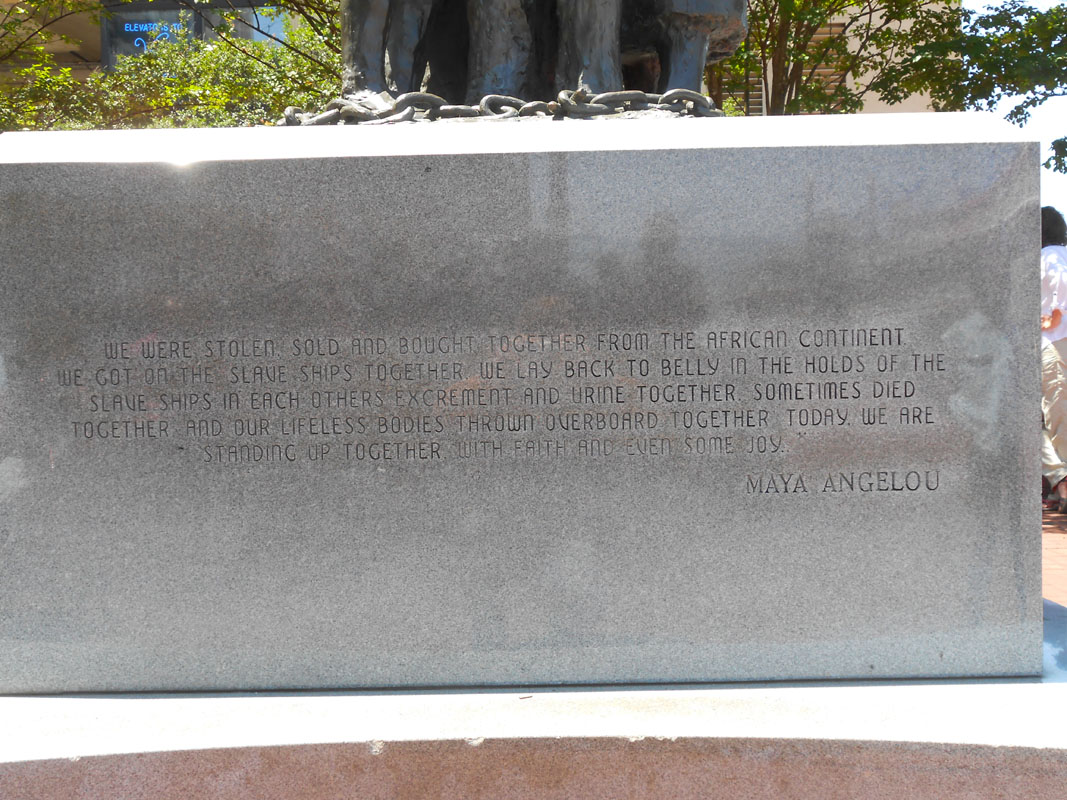 ELEVATORS TO
WE WERE STOLEN, SOLD AND BOUGHT TOGETHER FROM THE AFRICAN CONTINENT.
WE GOT ON THE SLAVE SHIPS TOGETHER. WE LAY BACK TO BELLY IN THE HOLDS OF THE
SLAVE SHIPS IN EACH OTHERS EXCREMENT AND URINE TOGETHER, SOMETIMES DIED
TOGETHER, AND OUR LIFELESS BODIES THROWN OVERBOARD TOGETHER. TODAY, WE ARE
STANDING UP TOGETHER, WITH FAITH AND EVEN SOME JOY."
MAYA ANGELOU